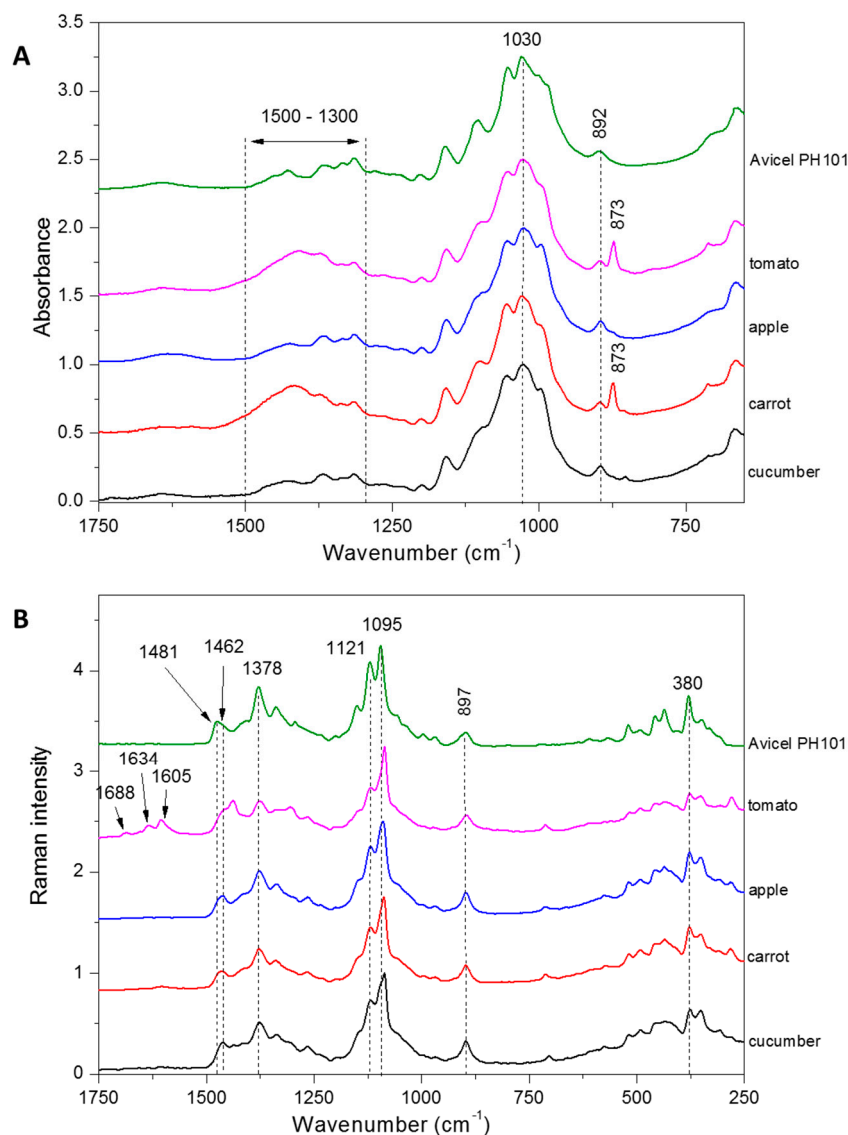 A
3.5
3.0
2.5
2.0
1.5
1.0
0.5
0.0
Absorbance
1500 - 1300
1030
892
873
873
Avicel PH101
tomato
apple
carrot
cucumber
1750 1500 1250 1000 750
Wavenumber (cm⁻¹)
B
4
3
2
1
0
Raman intensity
1688
1634
1605
1481
1462
1378
1121
1095
897
380
Avicel PH101
tomato
apple
carrot
cucumber
1750 1500 1250 1000 750 500 250
Wavenumber (cm⁻¹)